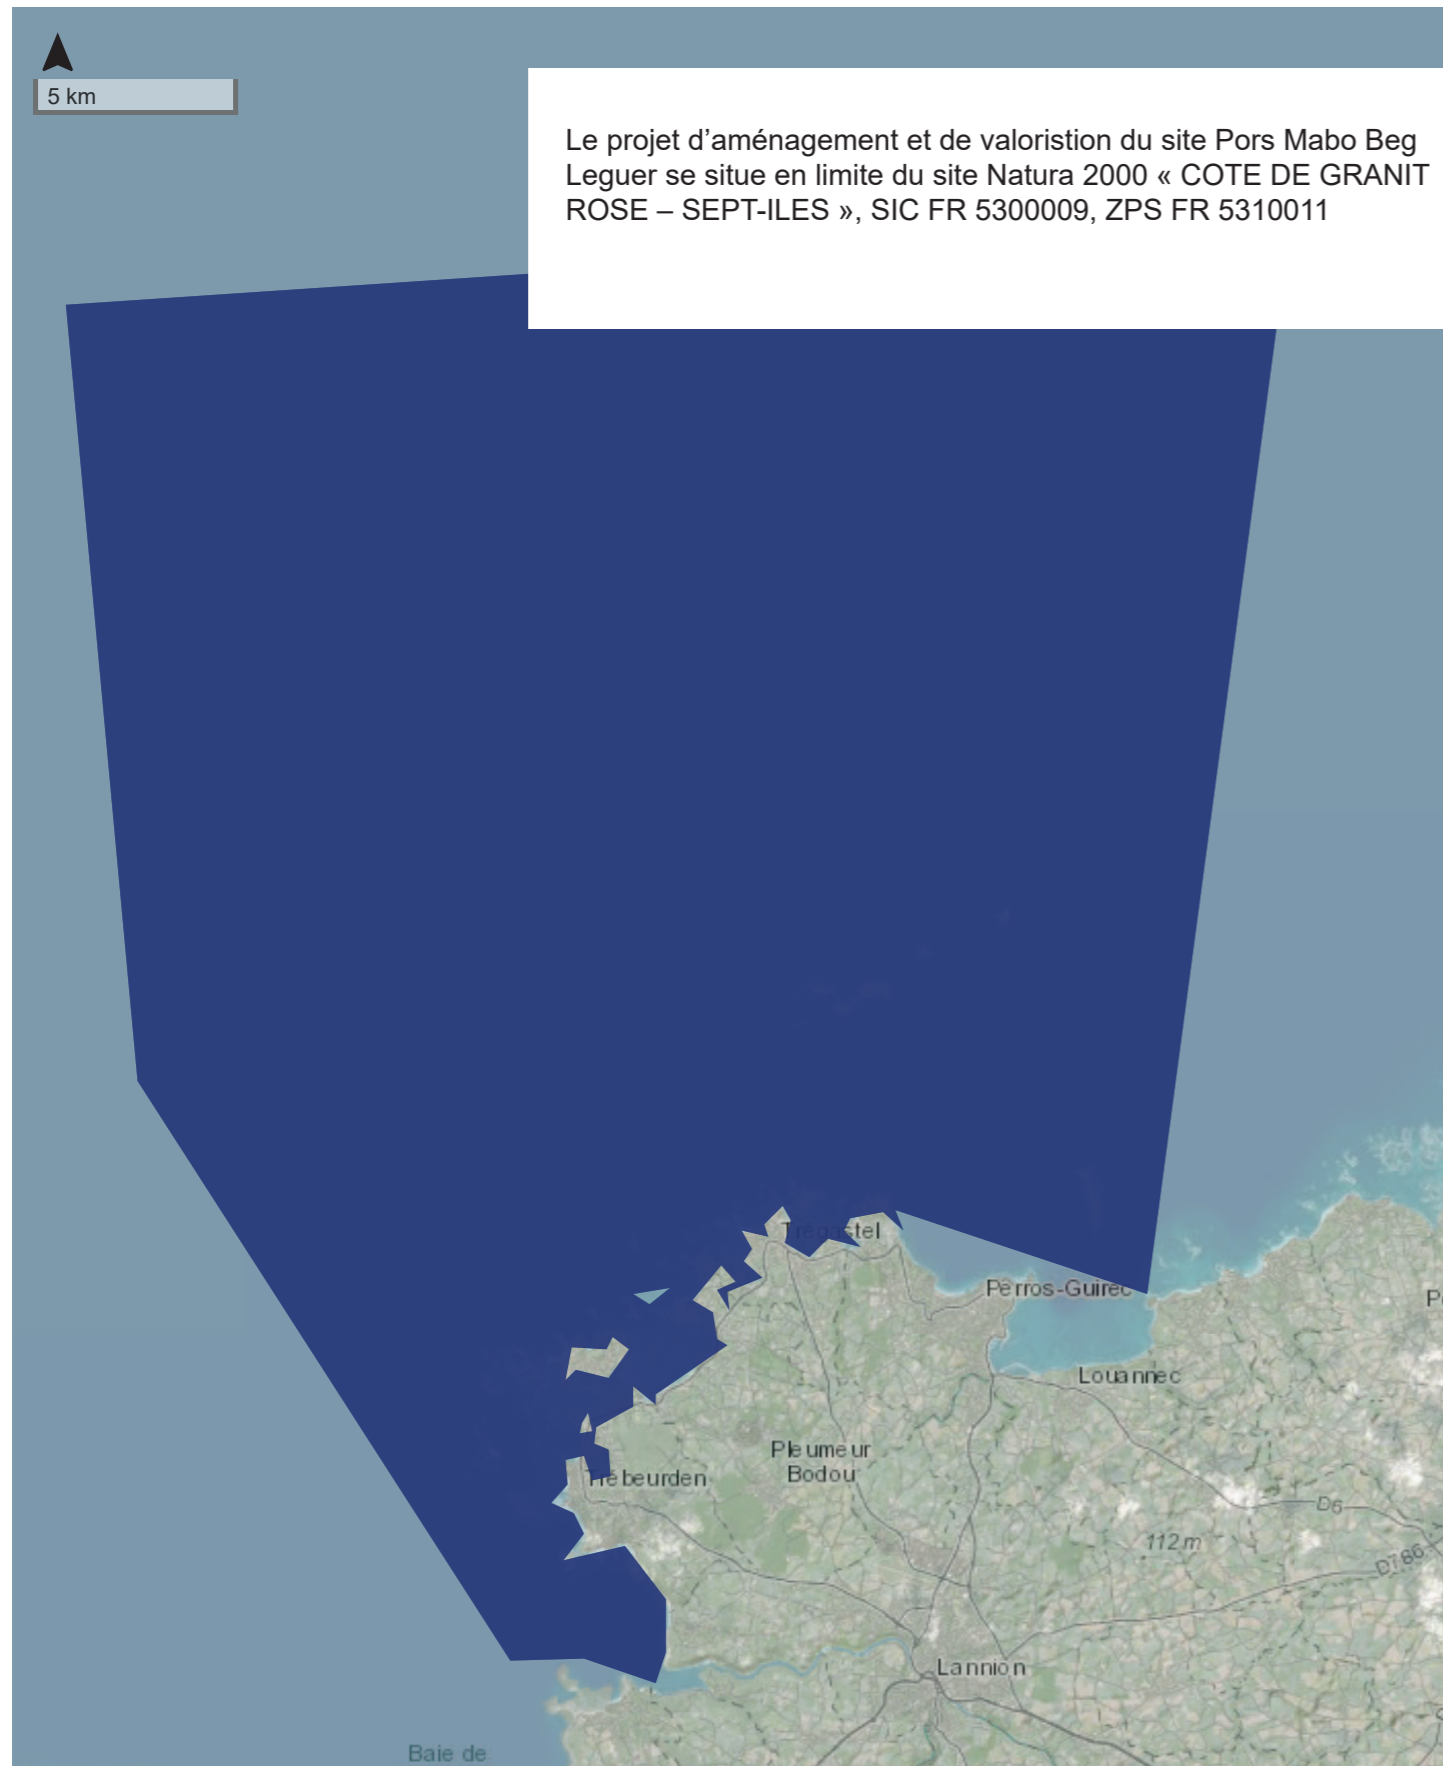 5 km
Le projet d’aménagement et de valoristion du site Pors Mabo Beg
Leguer se situe en limite du site Natura 2000 « COTE DE GRANIT
ROSE – SEPT-ILES », SIC FR 5300009, ZPS FR 5310011
Trégastel
Perros-Guirec
Louannec
Pleumeur
Bodou
Trébeurden
D6
112 m
D786
Lannion
Baie de